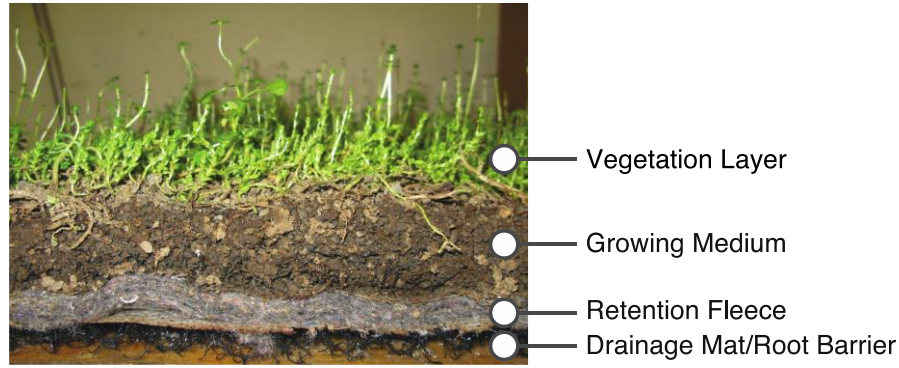 Vegetation Layer
Growing Medium
Retention Fleece
Drainage Mat/Root Barrier